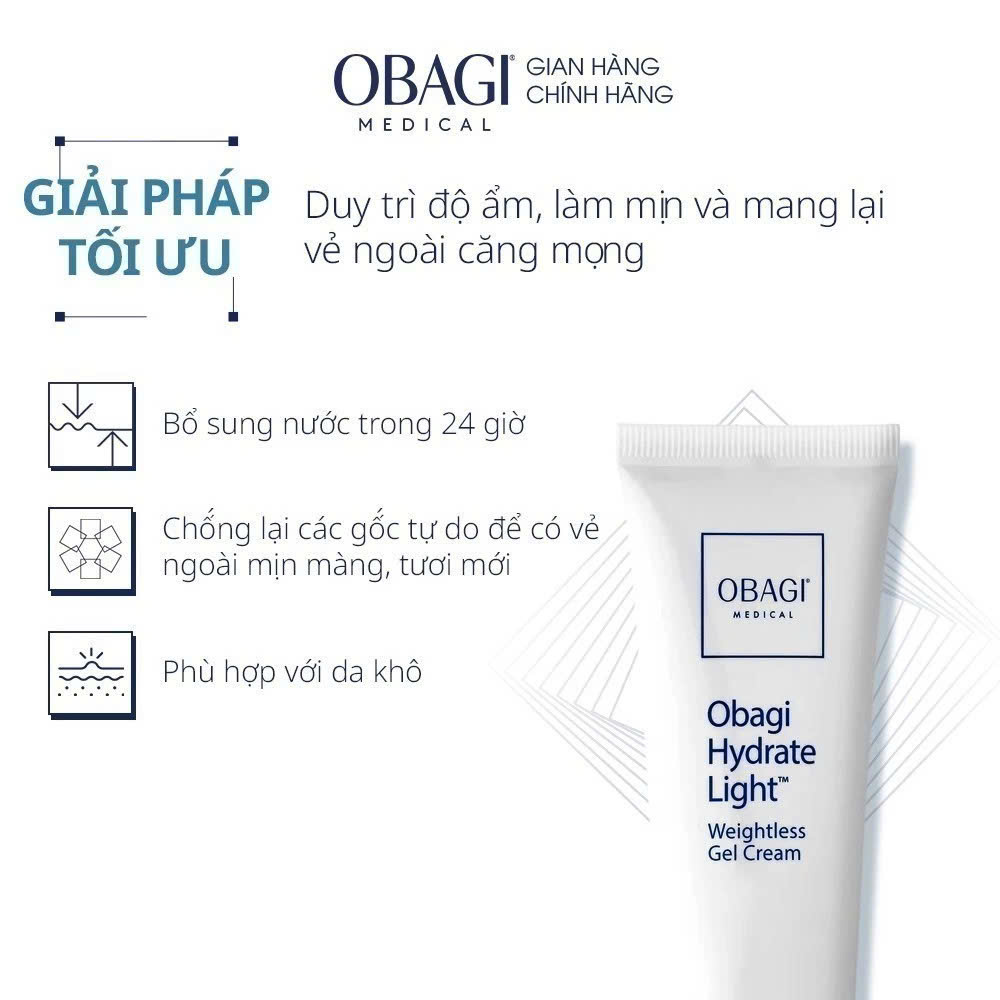 OBAGI®
MEDICAL
GIAN HÀNG
CHÍNH HÃNG
GIẢI PHÁP
TỐI ƯU
Duy trì độ ẩm, làm mịn và mang lại
vẻ ngoài căng mọng
Bổ sung nước trong 24 giờ
Chống lại các gốc tự do để có vẻ
ngoài mịn màng, tươi mới
Phù hợp với da khô
OBAGI®
MEDICAL
Obagi
Hydrate
Light™
Weightless
Gel Cream